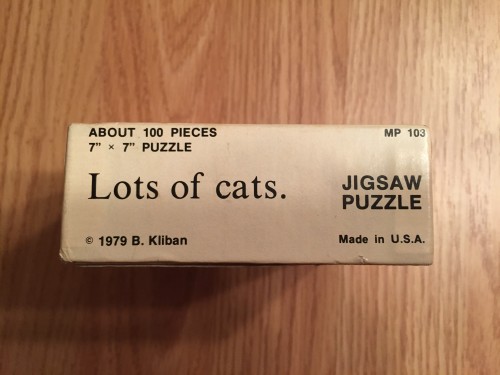 ABOUT 100 PIECES
MP 103
7" × 7" PUZZLE
Lots of cats.
JIGSAW
PUZZLE
© 1979 B. Kliban
Made in U.S.A.